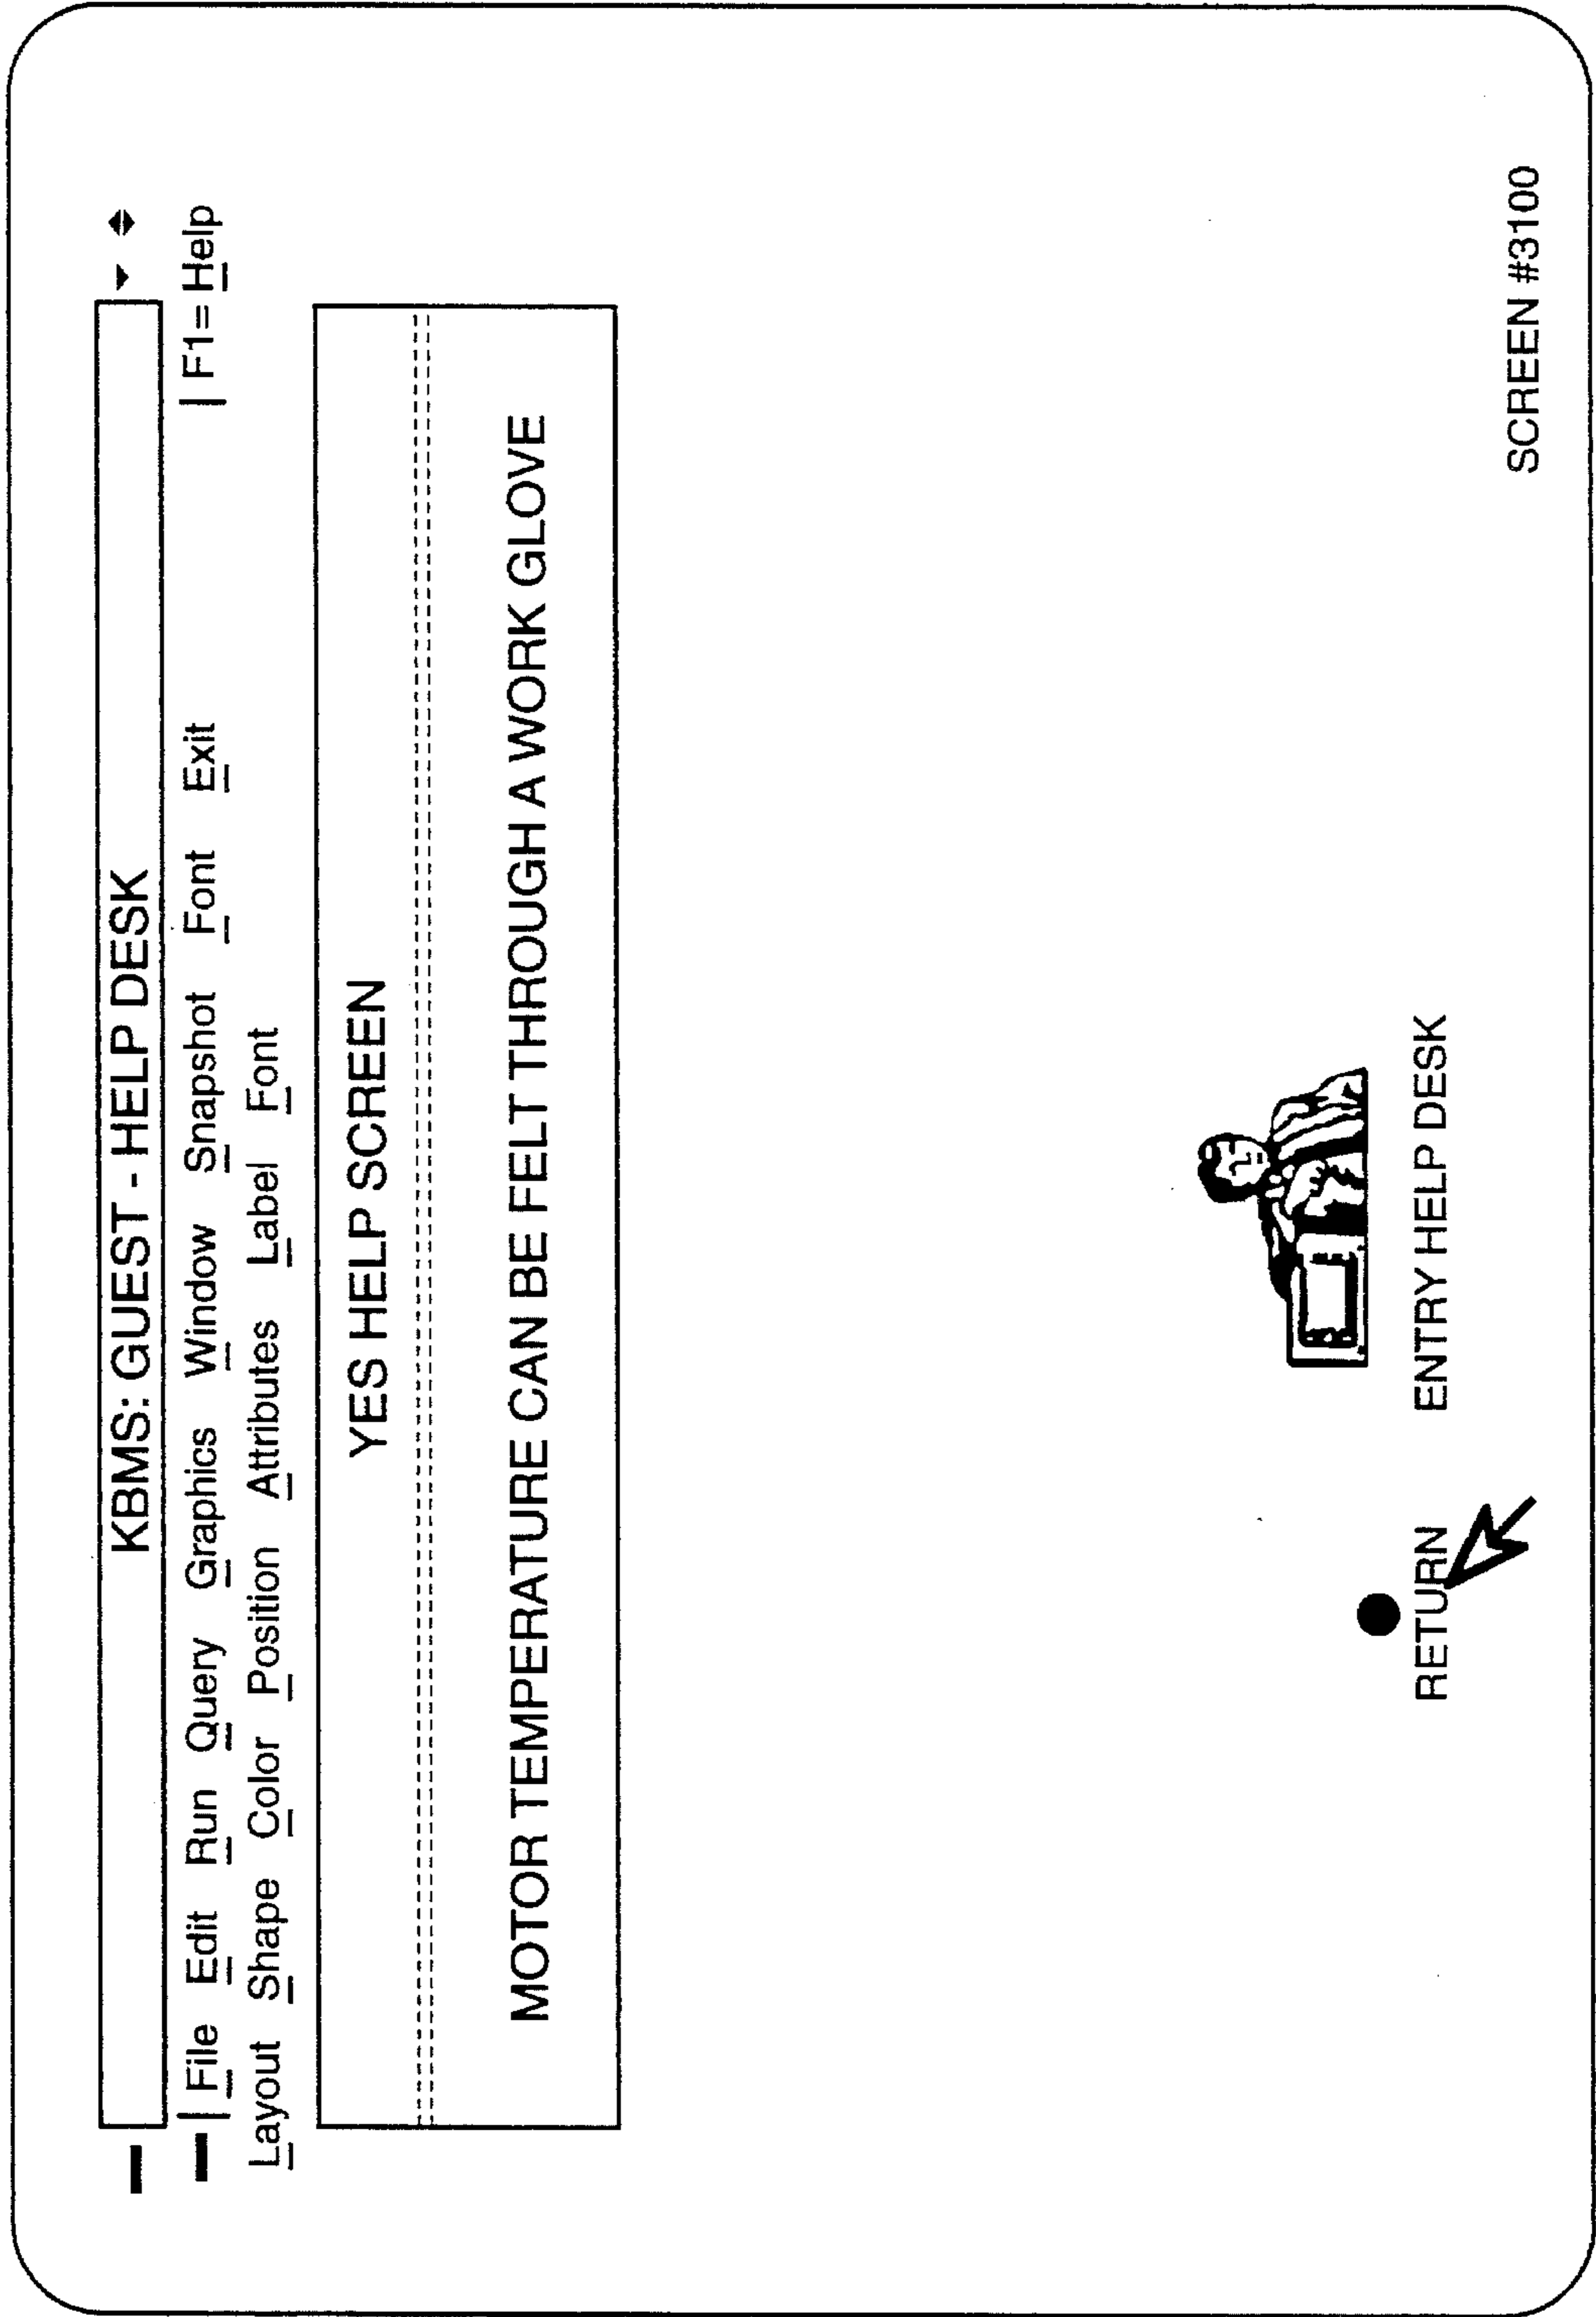 KBMS: GUEST - HELP DESK
File Edit Run Query Graphics Window Snapshot Font Exit | F1= Help
Layout Shape Color Position Attributes Label Font
YES HELP SCREEN
MOTOR TEMPERATURE CAN BE FELT THROUGH A WORK GLOVE
RETURN ENTRY HELP DESK
SCREEN #3100